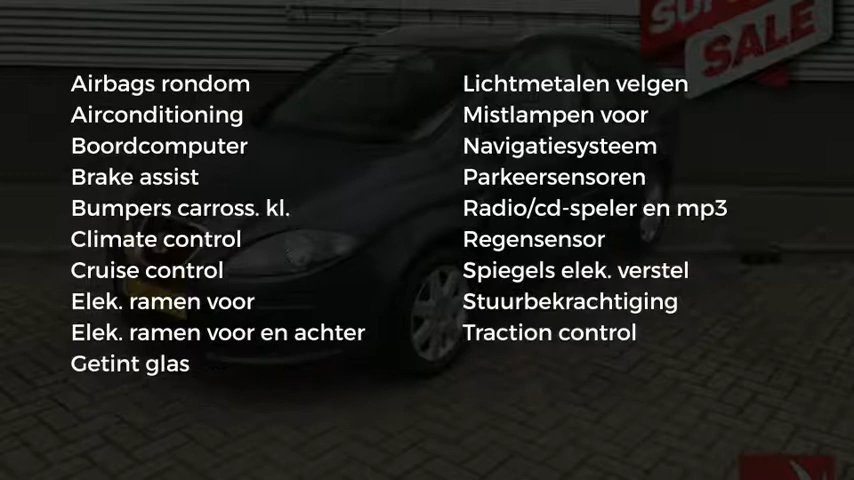 Airbags rondom
Airconditioning
Boordcomputer
Brake assist
Bumpers carross. kl.
Climate control
Cruise control
Elek. ramen voor
Elek. ramen voor en achter
Getint glas
Lichtmetalen velgen
Mistlampen voor
Navigatiesysteem
Parkeersensoren
Radio/cd-speler en mp3
Regensensor
Spiegels elek. verstel
Stuurbekrachtiging
Traction control
SALE